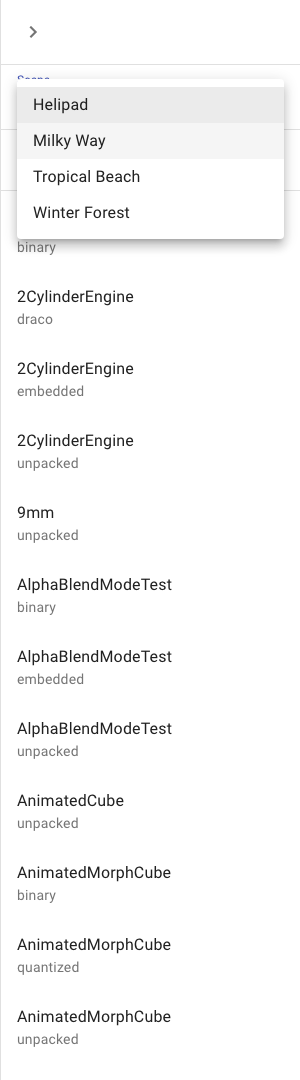 Helipad
Milky Way
Tropical Beach
Winter Forest
binary
2CylinderEngine
draco
2CylinderEngine
embedded
2CylinderEngine
unpacked
9mm
unpacked
AlphaBlendModeTest
binary
AlphaBlendModeTest
embedded
AlphaBlendModeTest
unpacked
AnimatedCube
unpacked
AnimatedMorphCube
binary
AnimatedMorphCube
quantized
AnimatedMorphCube
unpacked